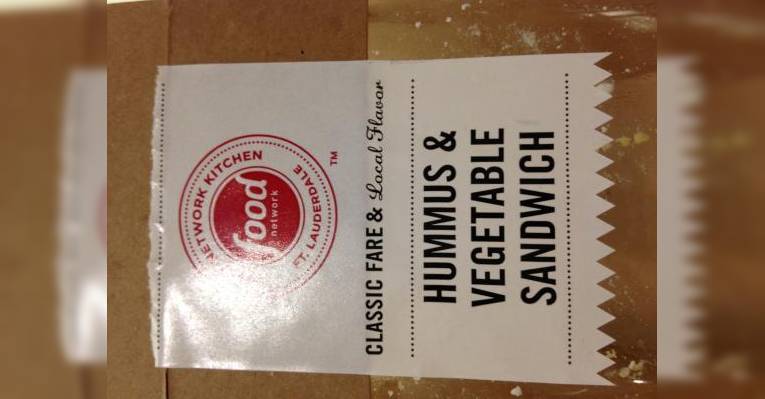 NETWORK KITCHEN
food
network
FT. LAUDERDALE
TM
CLASSIC FARE & Local Flavor
HUMMUS &
VEGETABLE
SANDWICH